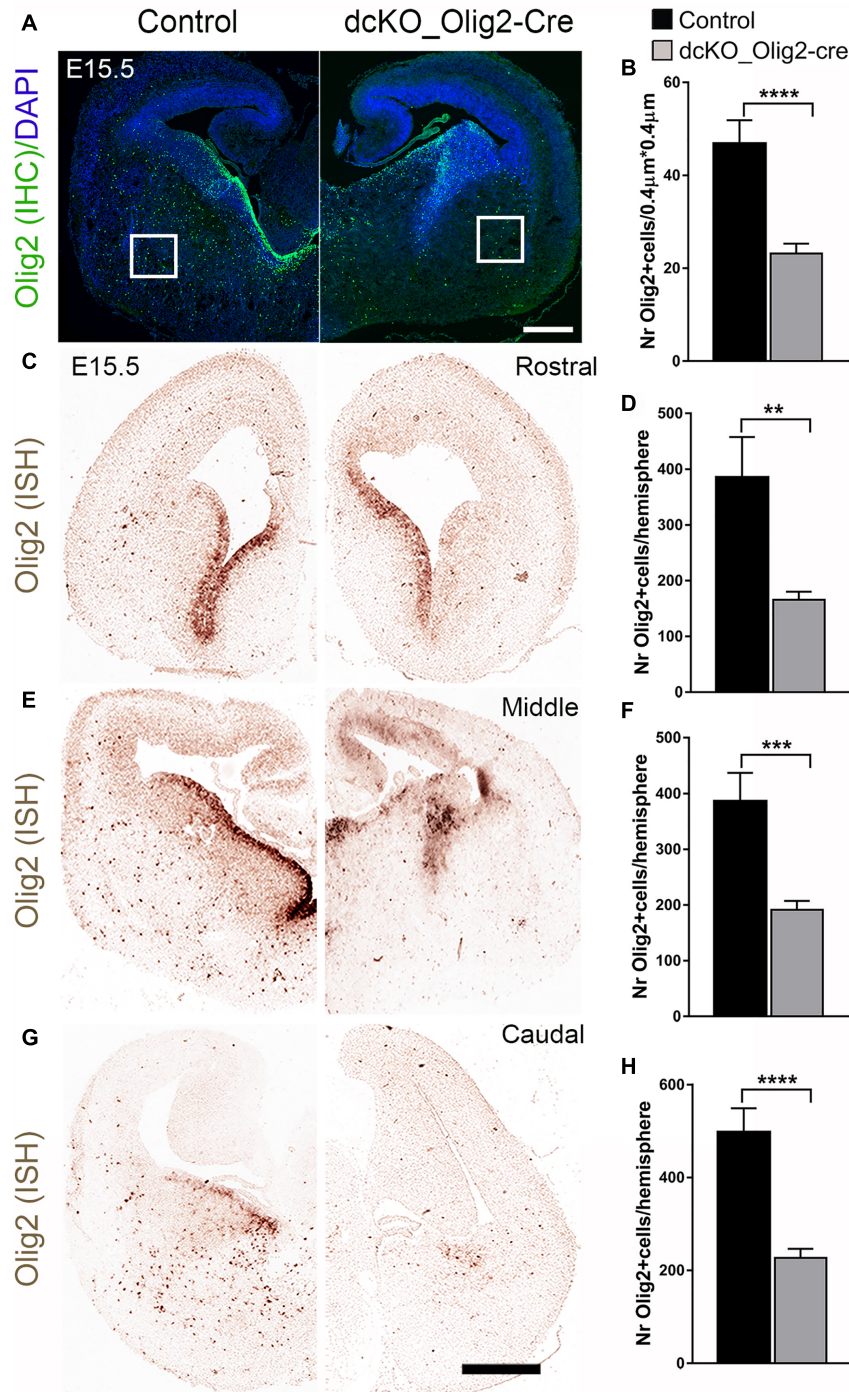 Control
dcKO_Olig2-Cre
Control
dcKO_Olig2-cre
A
E15.5
Olig2 (IHC)/DAPI
B
Nr Olig2+cells/0.4µm*0.4µm
60
40
20
0
****
C
E15.5
Rostral
Olig2 (ISH)
D
Nr Olig2+cells/hemisphere
500
400
300
200
100
0
**
E
Middle
Olig2 (ISH)
F
Nr Olig2+cells/hemisphere
500
400
300
200
100
0
***
G
Caudal
Olig2 (ISH)
H
Nr Olig2+cells/hemisphere
600
400
200
0
****